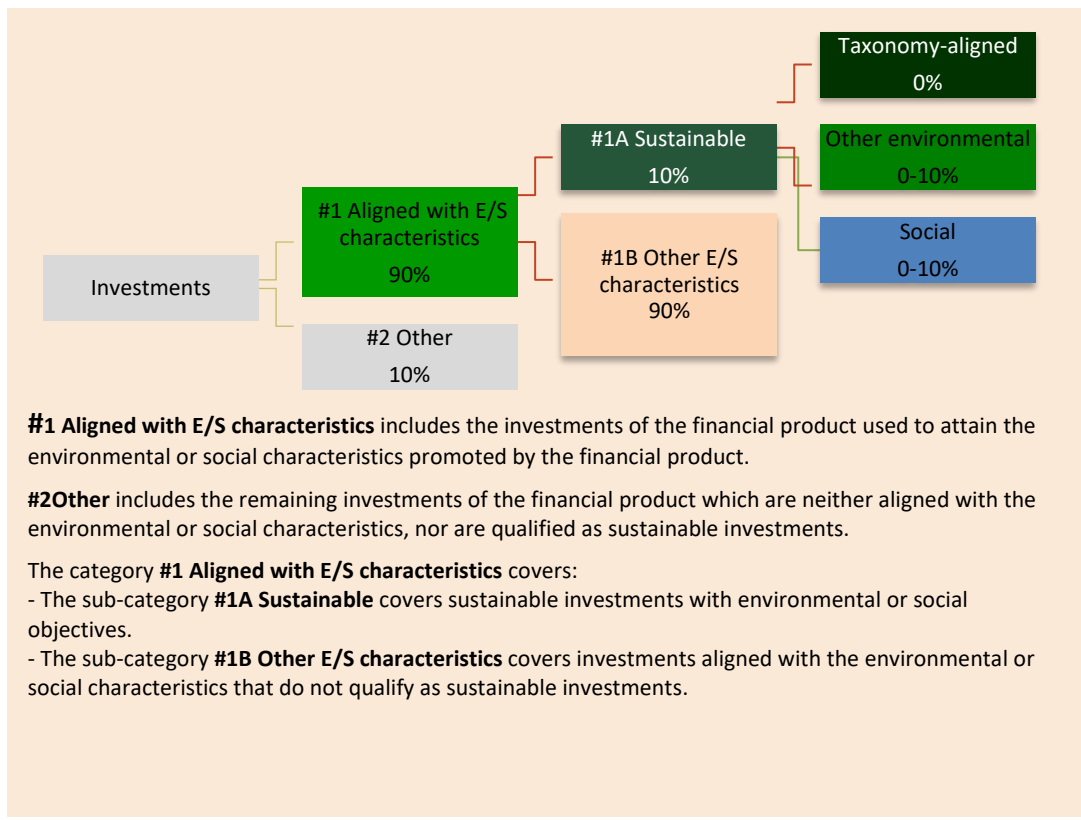 Taxonomy-aligned
0%
#1A Sustainable
10%
Other environmental
0-10%
#1 Aligned with E/S
characteristics
90%
Social
0-10%
#1B Other E/S
characteristics
90%
Investments
#2 Other
10%
#1 Aligned with E/S characteristics includes the investments of the financial product used to attain the
environmental or social characteristics promoted by the financial product.
#2Other includes the remaining investments of the financial product which are neither aligned with the
environmental or social characteristics, nor are qualified as sustainable investments.
The category #1 Aligned with E/S characteristics covers:
- The sub-category #1A Sustainable covers sustainable investments with environmental or social
objectives.
- The sub-category #1B Other E/S characteristics covers investments aligned with the environmental or
social characteristics that do not qualify as sustainable investments.